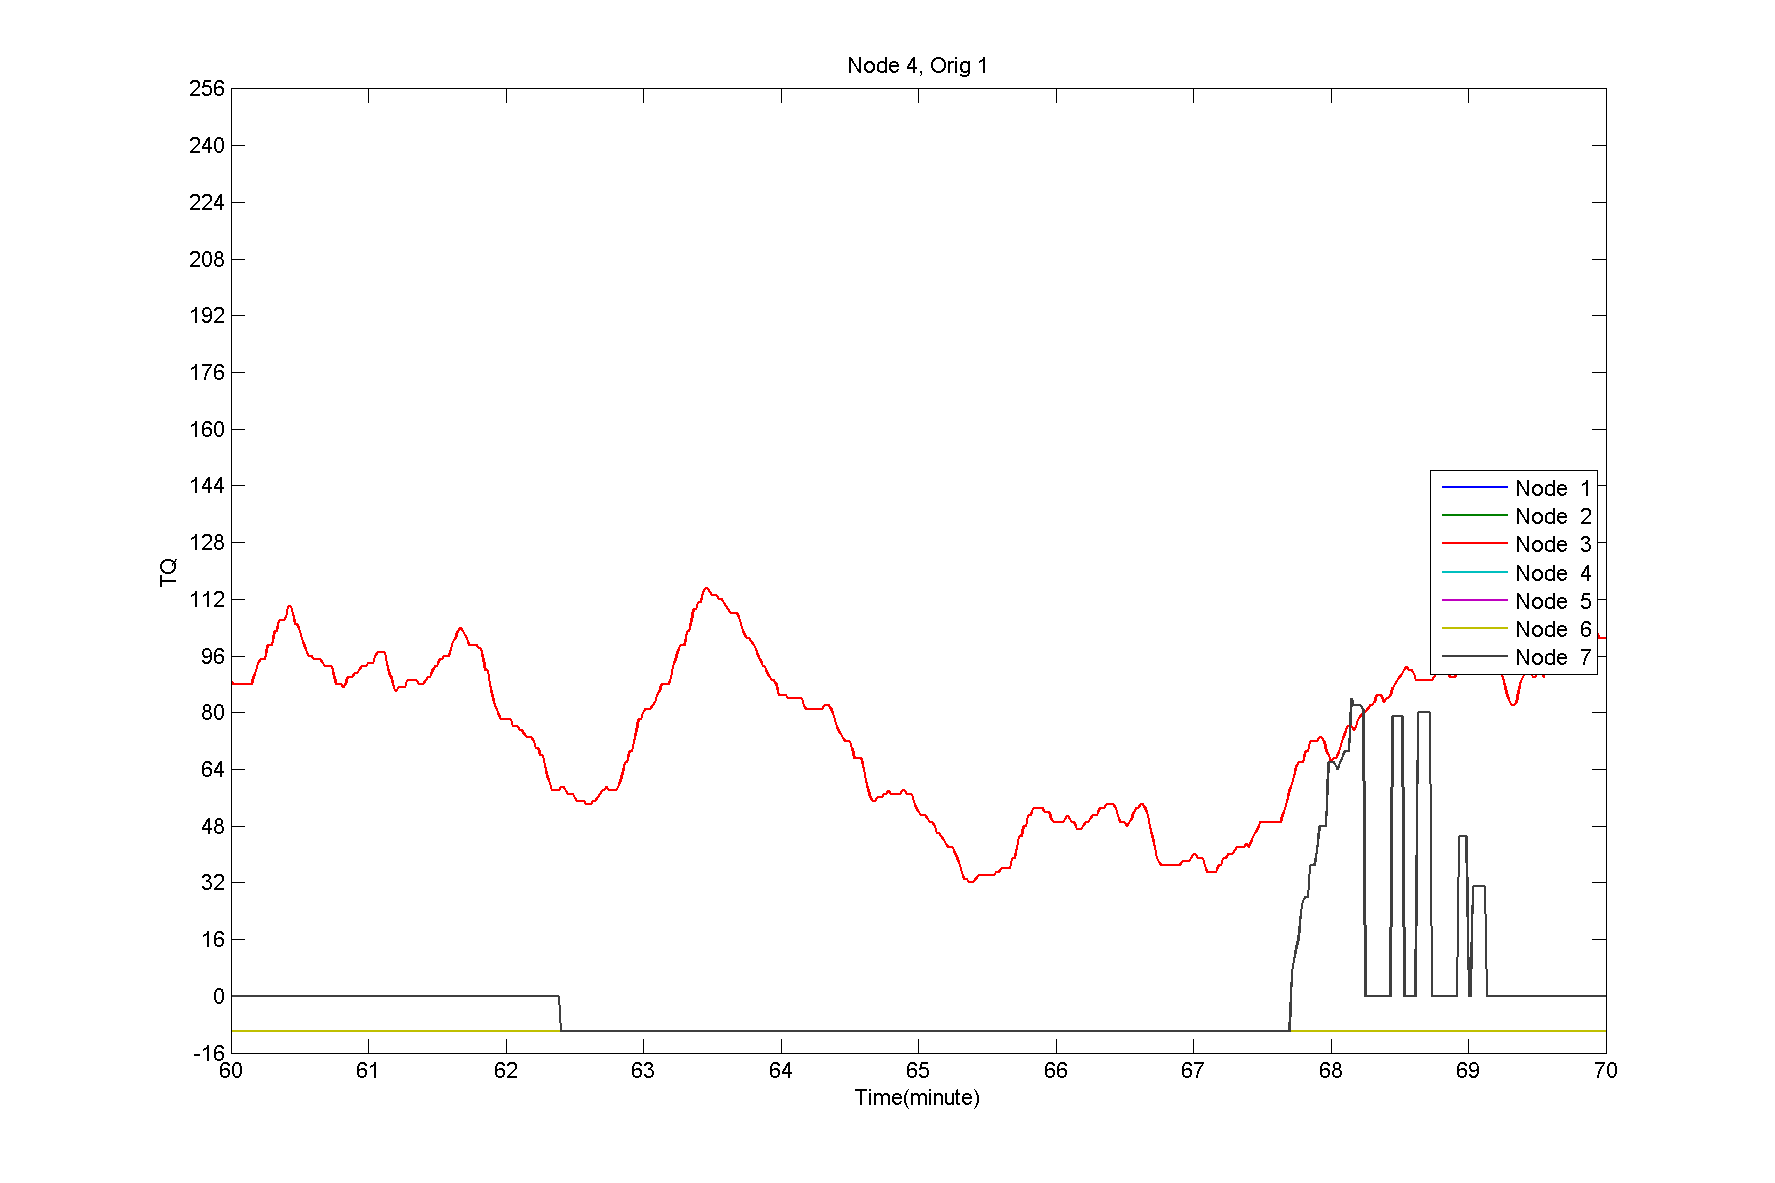 Node 4, Orig 1
256
240
224
208
192
176
160
144
128
112
96
80
64
48
32
16
0
-16
TQ
Node 1
Node 2
Node 3
Node 4
Node 5
Node 6
Node 7
60 61 62 63 64 65 66 67 68 69 70
Time(minute)